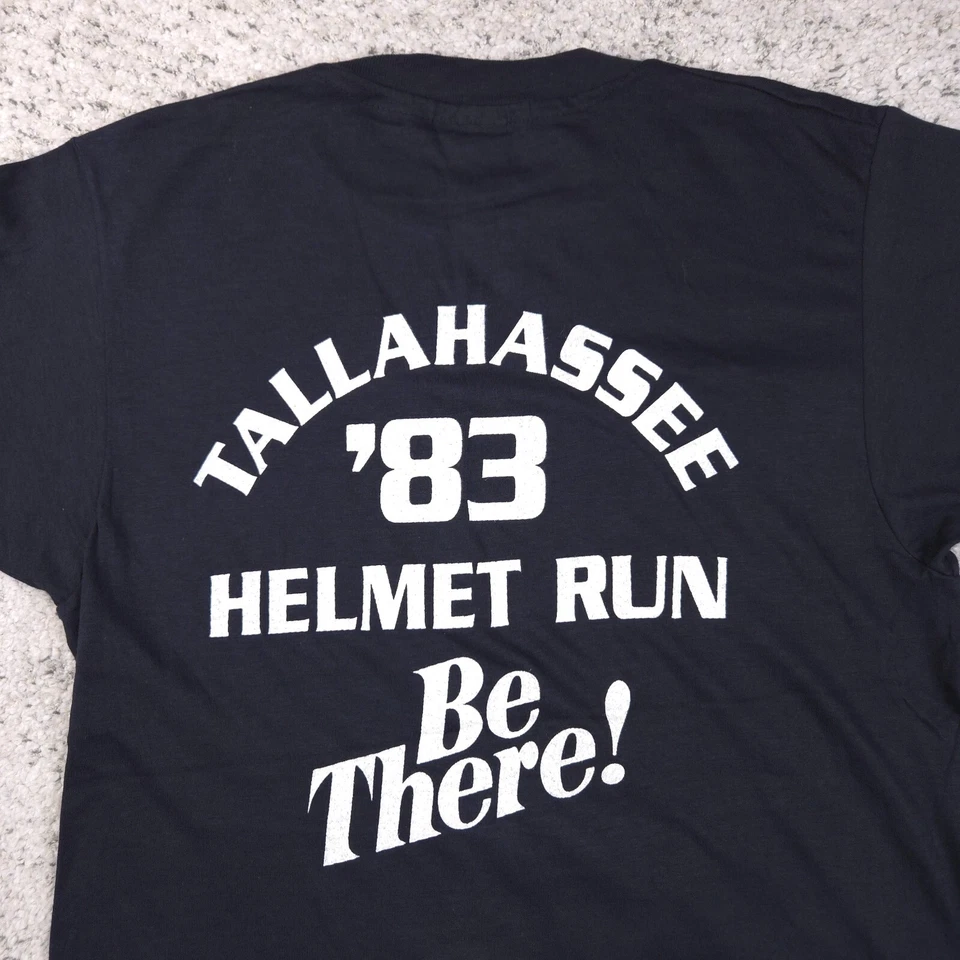 TALLAHASSEE
’83
HELMET RUN
Be
There!